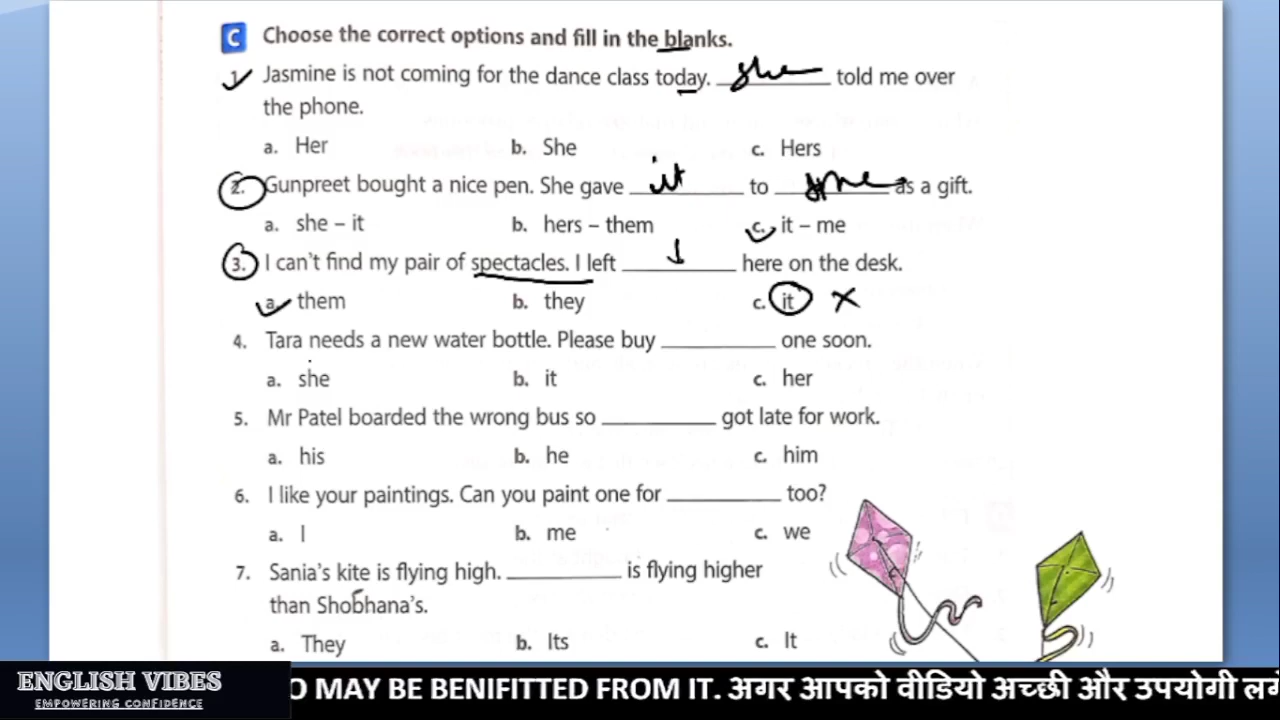 C Choose the correct options and fill in the blanks.
1. Jasmine is not coming for the dance class today. she told me over
the phone.
a. Her b. She c. Hers
2. Gunpreet bought a nice pen. She gave it to me as a gift.
a. she – it b. hers – them c. it – me
3. I can't find my pair of spectacles. I left ________ here on the desk.
a. them b. they c. it
4. Tara needs a new water bottle. Please buy ________ one soon.
a. she b. it c. her
5. Mr Patel boarded the wrong bus so ________ got late for work.
a. his b. he c. him
6. I like your paintings. Can you paint one for ________ too?
a. I b. me c. we
7. Sania's kite is flying high. ________ is flying higher
than Shobhana's.
a. They b. Its c. It
ENGLISH VIBES
EMPOWERING CONFIDENCE
O MAY BE BENIFITTED FROM IT. अगर आपको वीडियो अच्छी और उपयोगी लगे